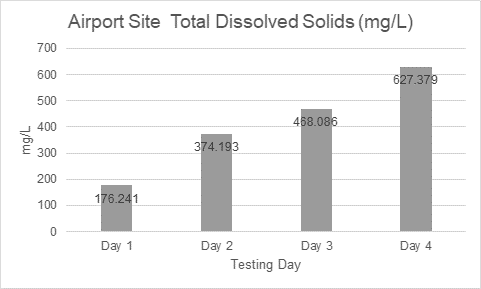 Airport Site  Total Dissolved Solids (mg/L)
700
600
500
400
300
200
100
0
mg/L
176.241
374.193
468.086
627.379
Day 1
Day 2
Day 3
Day 4
Testing Day